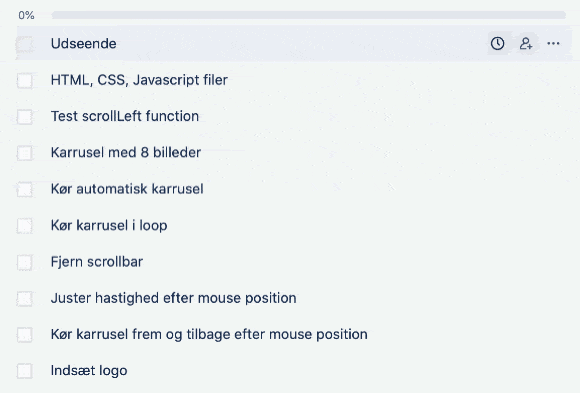 0%
Udseende
HTML, CSS, Javascript filer
Test scrollLeft function
Karrusel med 8 billeder
Kør automatisk karrusel
Kør karrusel i loop
Fjern scrollbar
Juster hastighed efter mouse position
Kør karrusel frem og tilbage efter mouse position
Indsæt logo